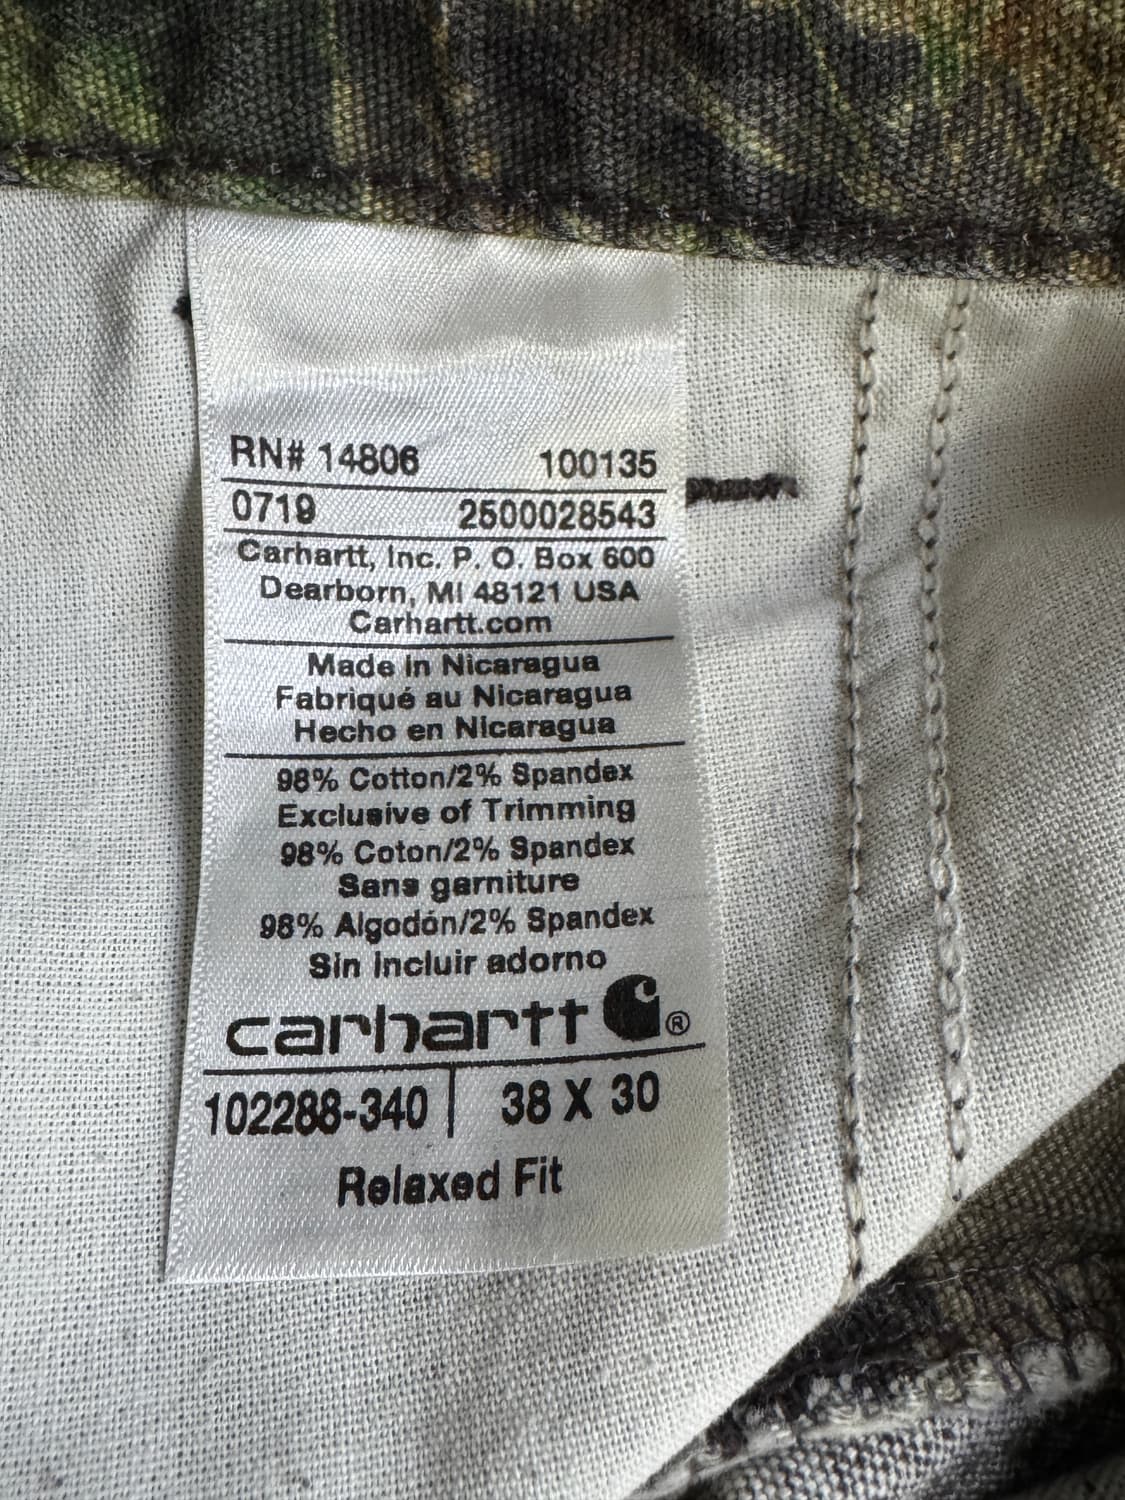 RN# 14806 100135
0719 2500028543
Carhartt, Inc. P. O. Box 600
Dearborn, MI 48121 USA
Carhartt.com
Made in Nicaragua
Fabriqué au Nicaragua
Hecho en Nicaragua
98% Cotton/2% Spandex
Exclusive of Trimming
98% Coton/2% Spandex
Sans garniture
98% Algodón/2% Spandex
Sin incluir adorno
carhartt ®
102288-340 | 38 X 30
Relaxed Fit